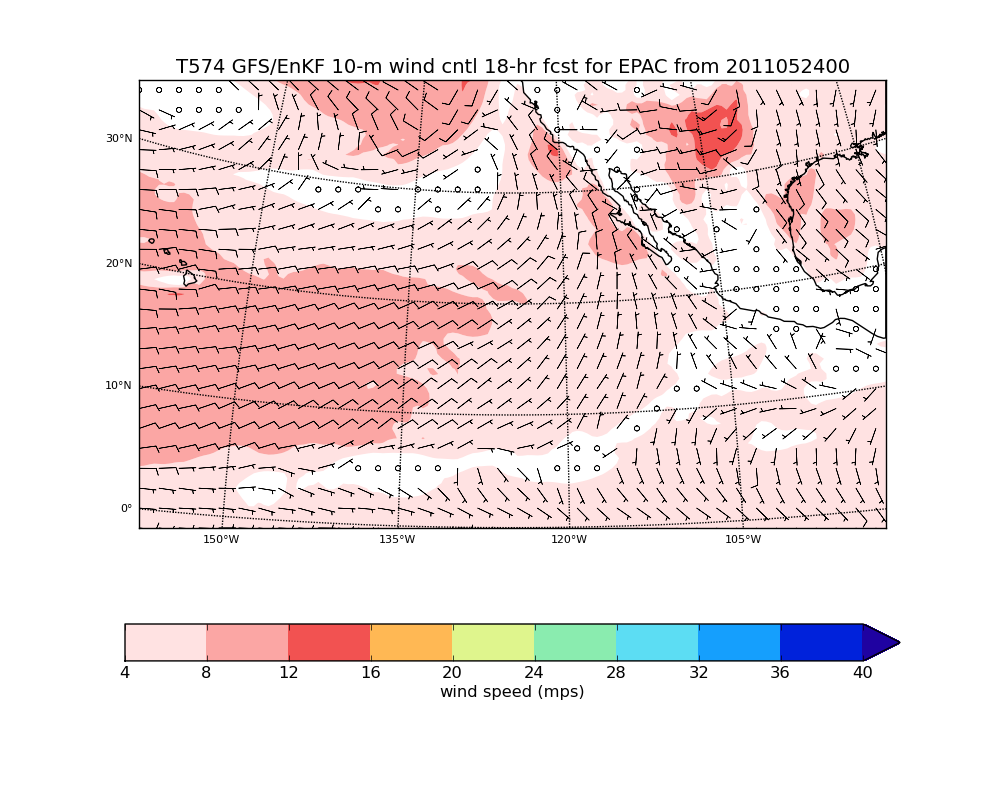 T574 GFS/EnKF 10-m wind cntl 18-hr fcst for EPAC from 2011052400
30°N
20°N
10°N
0°
150°W 135°W 120°W 105°W
4 8 12 16 20 24 28 32 36 40
wind speed (mps)